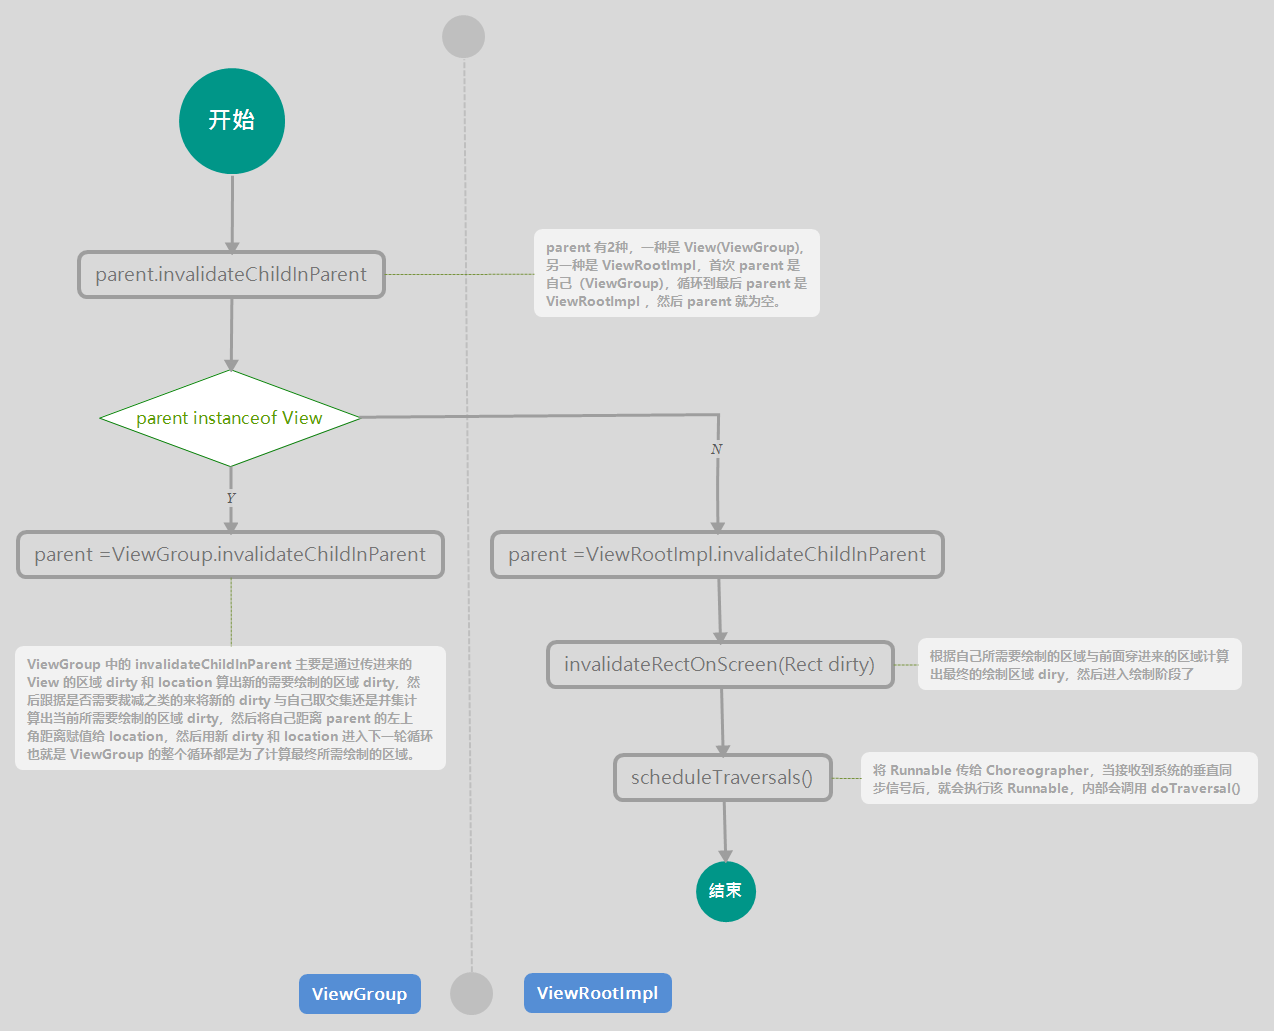 开始
parent.invalidateChildInParent
parent 有2种，一种是 View(ViewGroup),
另一种是 ViewRootImpl，首次 parent 是
自己（ViewGroup)，循环到最后 parent 是
ViewRootImpl ，然后 parent 就为空。
parent instanceof View
N
Y
parent =ViewGroup.invalidateChildInParent
parent =ViewRootImpl.invalidateChildInParent
ViewGroup 中的 invalidateChildInParent 主要是通过传进来的
View 的区域 dirty 和 location 算出新的需要绘制的区域 dirty，然
后跟据是否需要裁减之类的来将新的 dirty 与自己取交集还是并集计
算出当前所需要绘制的区域 dirty，然后将自己距离 parent 的左上
角距离赋值给 location，然后用新 dirty 和 location 进入下一轮循环
也就是 ViewGroup 的整个循环都是为了计算最终所需绘制的区域。
invalidateRectOnScreen(Rect dirty)
根据自己所需要绘制的区域与前面穿进来的区域计算
出最终的绘制区域 diry，然后进入绘制阶段了
scheduleTraversals()
将 Runnable 传给 Choreographer，当接收到系统的垂直同
步信号后，就会执行该 Runnable，内部会调用 doTraversal()
结束
ViewGroup
ViewRootImpl